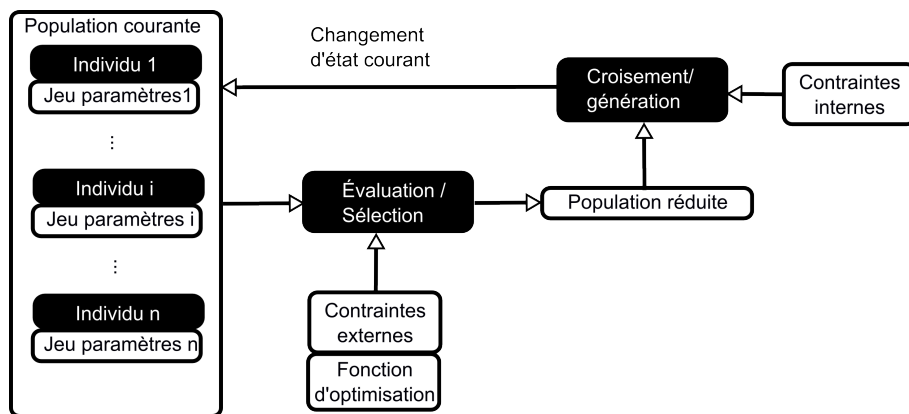 Population courante
Individu 1
Jeu paramètres1
...
Individu i
Jeu paramètres i
...
Individu n
Jeu paramètres n
Changement
d'état courant
Croisement/
génération
Contraintes
internes
Évaluation /
Sélection
Population réduite
Contraintes
externes
Fonction
d'optimisation